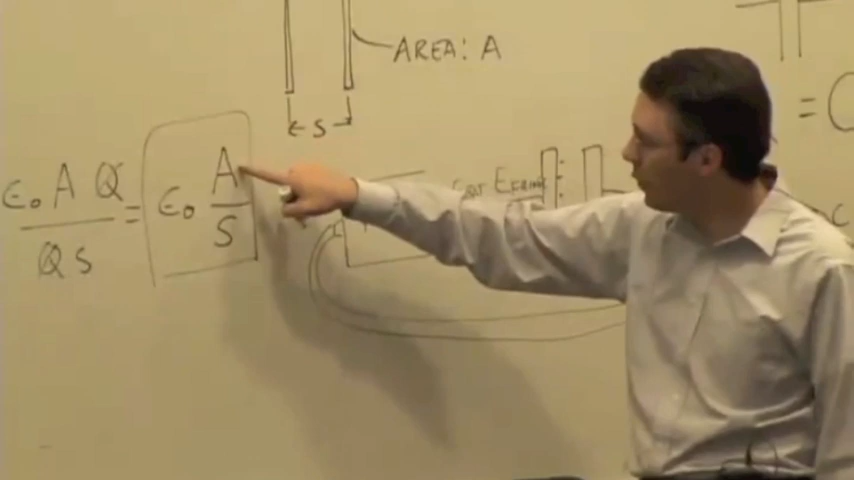 AREA: A
← S →
= C
ϵ₀ A Q / Q S = ϵ₀ A / S